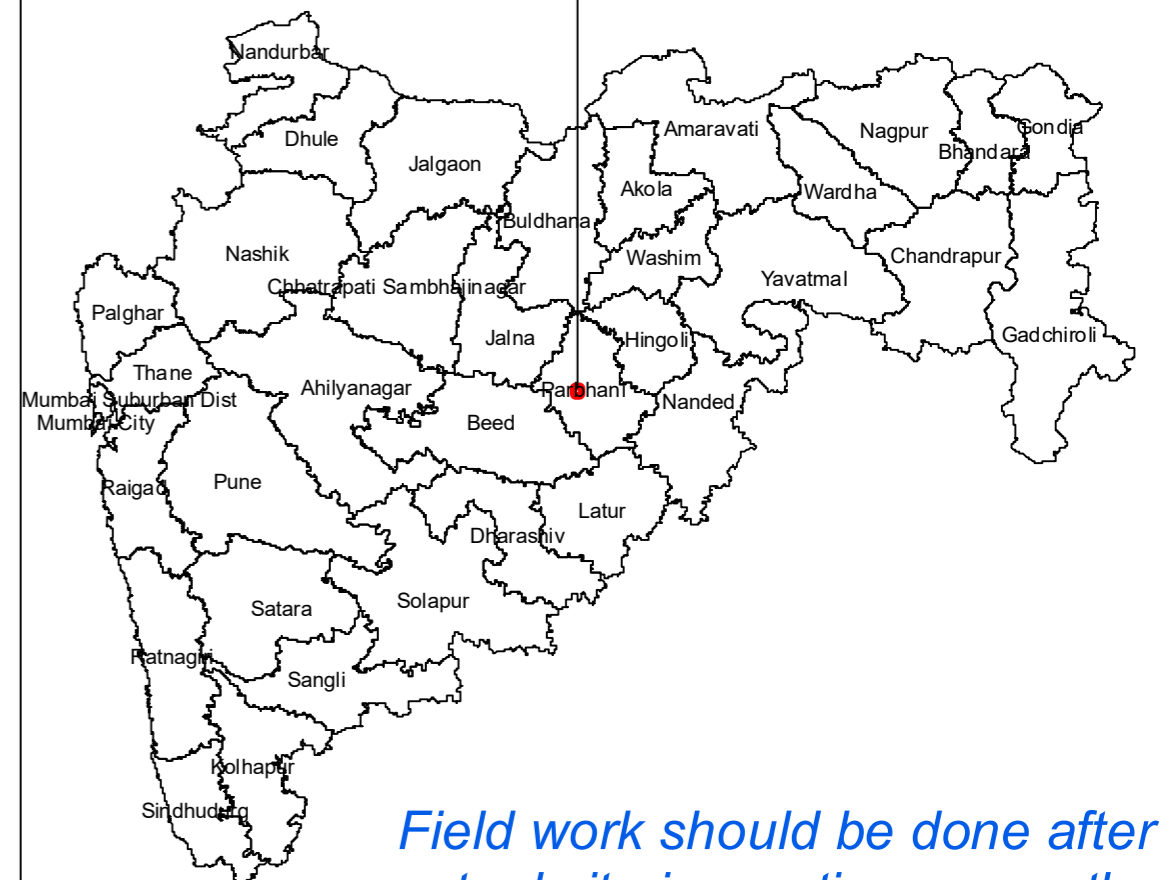 Nandurbar
Dhule
Jalgaon
Amaravati
Nagpur
Gondia
Bhandara
Akola
Wardha
Buldhana
Nashik
Washim
Chandrapur
Yavatmal
Chhatrapati Sambhajinagar
Palghar
Jalna
Hingoli
Gadchiroli
Thane
Ahilyanagar
Parbhani
Mumbai Suburban Dist
Nanded
Mumbai City
Beed
Raigad
Pune
Latur
Dharashiv
Satara
Solapur
Ratnagiri
Sangli
Kolhapur
Sindhudurg
Field work should be done after